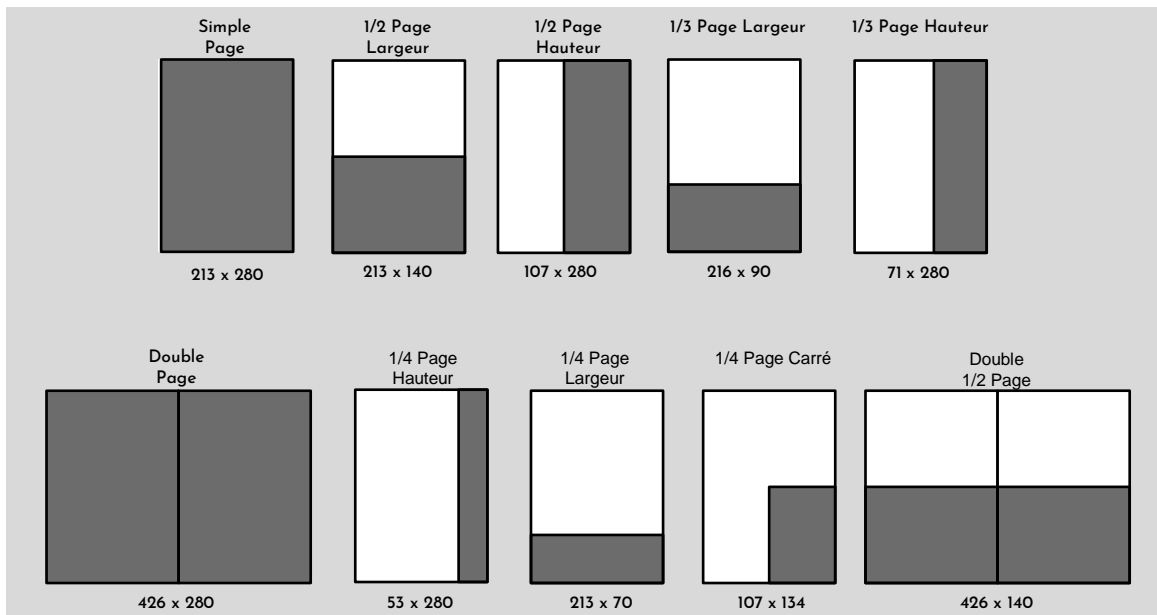 Simple
Page
1/2 Page
Largeur
1/2 Page
Hauteur
1/3 Page Largeur
1/3 Page Hauteur
213 x 280
213 x 140
107 x 280
216 x 90
71 x 280
Double
Page
1/4 Page
Hauteur
1/4 Page
Largeur
1/4 Page Carré
Double
1/2 Page
426 x 280
53 x 280
213 x 70
107 x 134
426 x 140